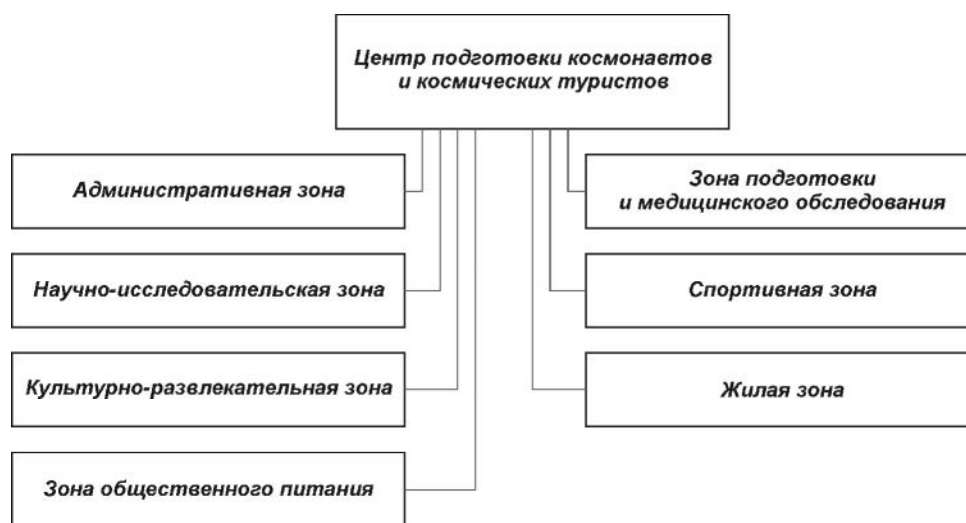 Центр подготовки космонавтов
и космических туристов
Административная зона
Зона подготовки
и медицинского обследования
Научно-исследовательская зона
Спортивная зона
Культурно-развлекательная зона
Жилая зона
Зона общественного питания